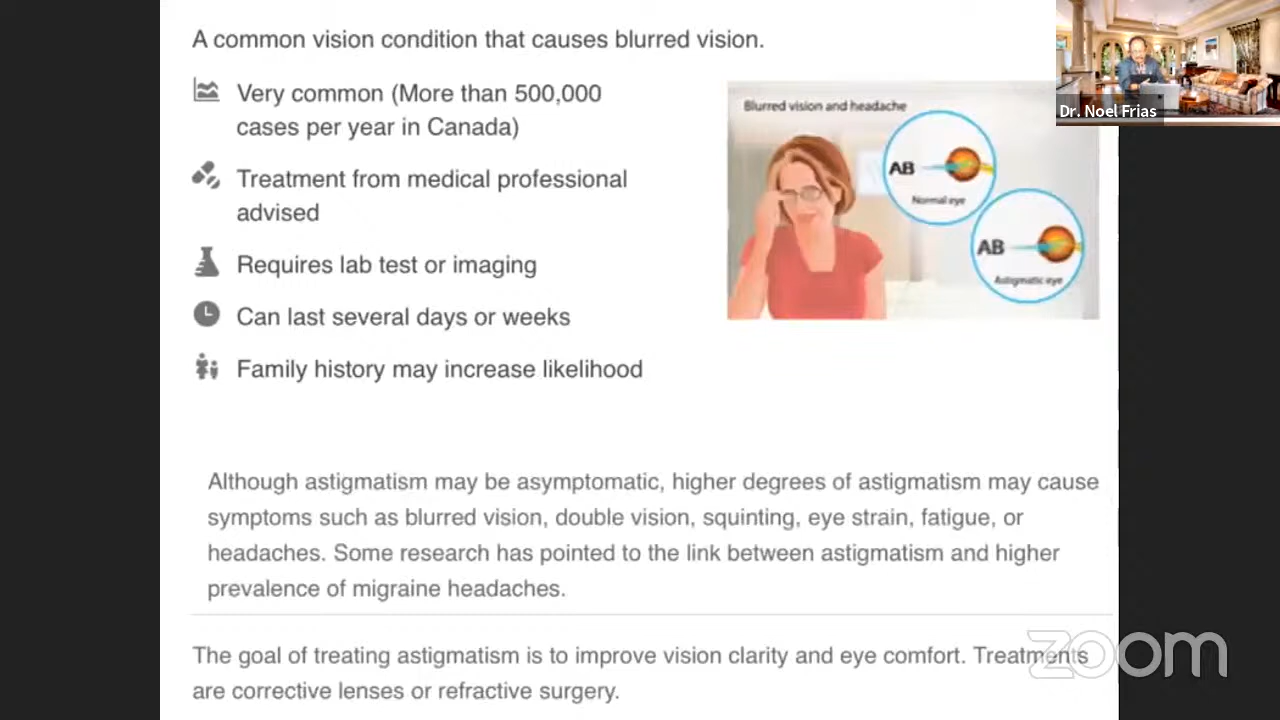 A common vision condition that causes blurred vision.
Very common (More than 500,000
cases per year in Canada)
Treatment from medical professional
advised
Requires lab test or imaging
Can last several days or weeks
Family history may increase likelihood
Blurred vision and headache
AB
Normal eye
AB
Astigmatic eye
Dr. Noel Frias
Although astigmatism may be asymptomatic, higher degrees of astigmatism may cause
symptoms such as blurred vision, double vision, squinting, eye strain, fatigue, or
headaches. Some research has pointed to the link between astigmatism and higher
prevalence of migraine headaches.
The goal of treating astigmatism is to improve vision clarity and eye comfort. Treatments
are corrective lenses or refractive surgery.
zoom